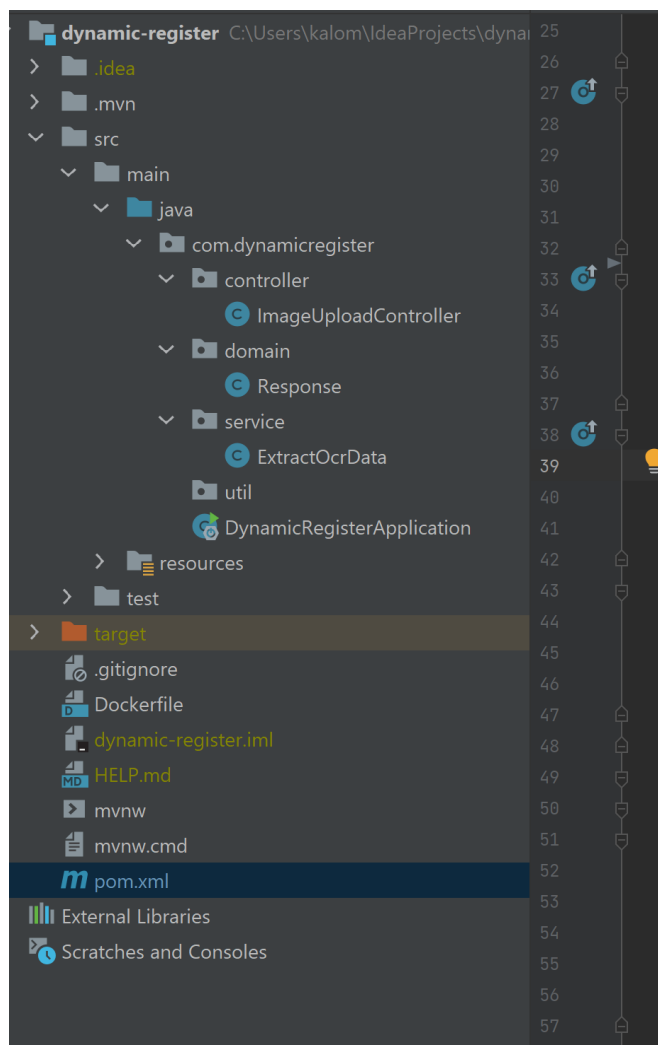 dynamic-register C:\Users\kalom\IdeaProjects\dyna
.idea
.mvn
src
main
java
com.dynamicregister
controller
C ImageUploadController
domain
C Response
service
C ExtractOcrData
util
DynamicRegisterApplication
resources
test
target
.gitignore
D Dockerfile
dynamic-register.iml
MD HELP.md
mvnw
mvnw.cmd
m pom.xml
External Libraries
Scratches and Consoles
25
26
27
28
29
30
31
32
33
34
35
36
37
38
39
40
41
42
43
44
45
46
47
48
49
50
51
52
53
54
55
56
57